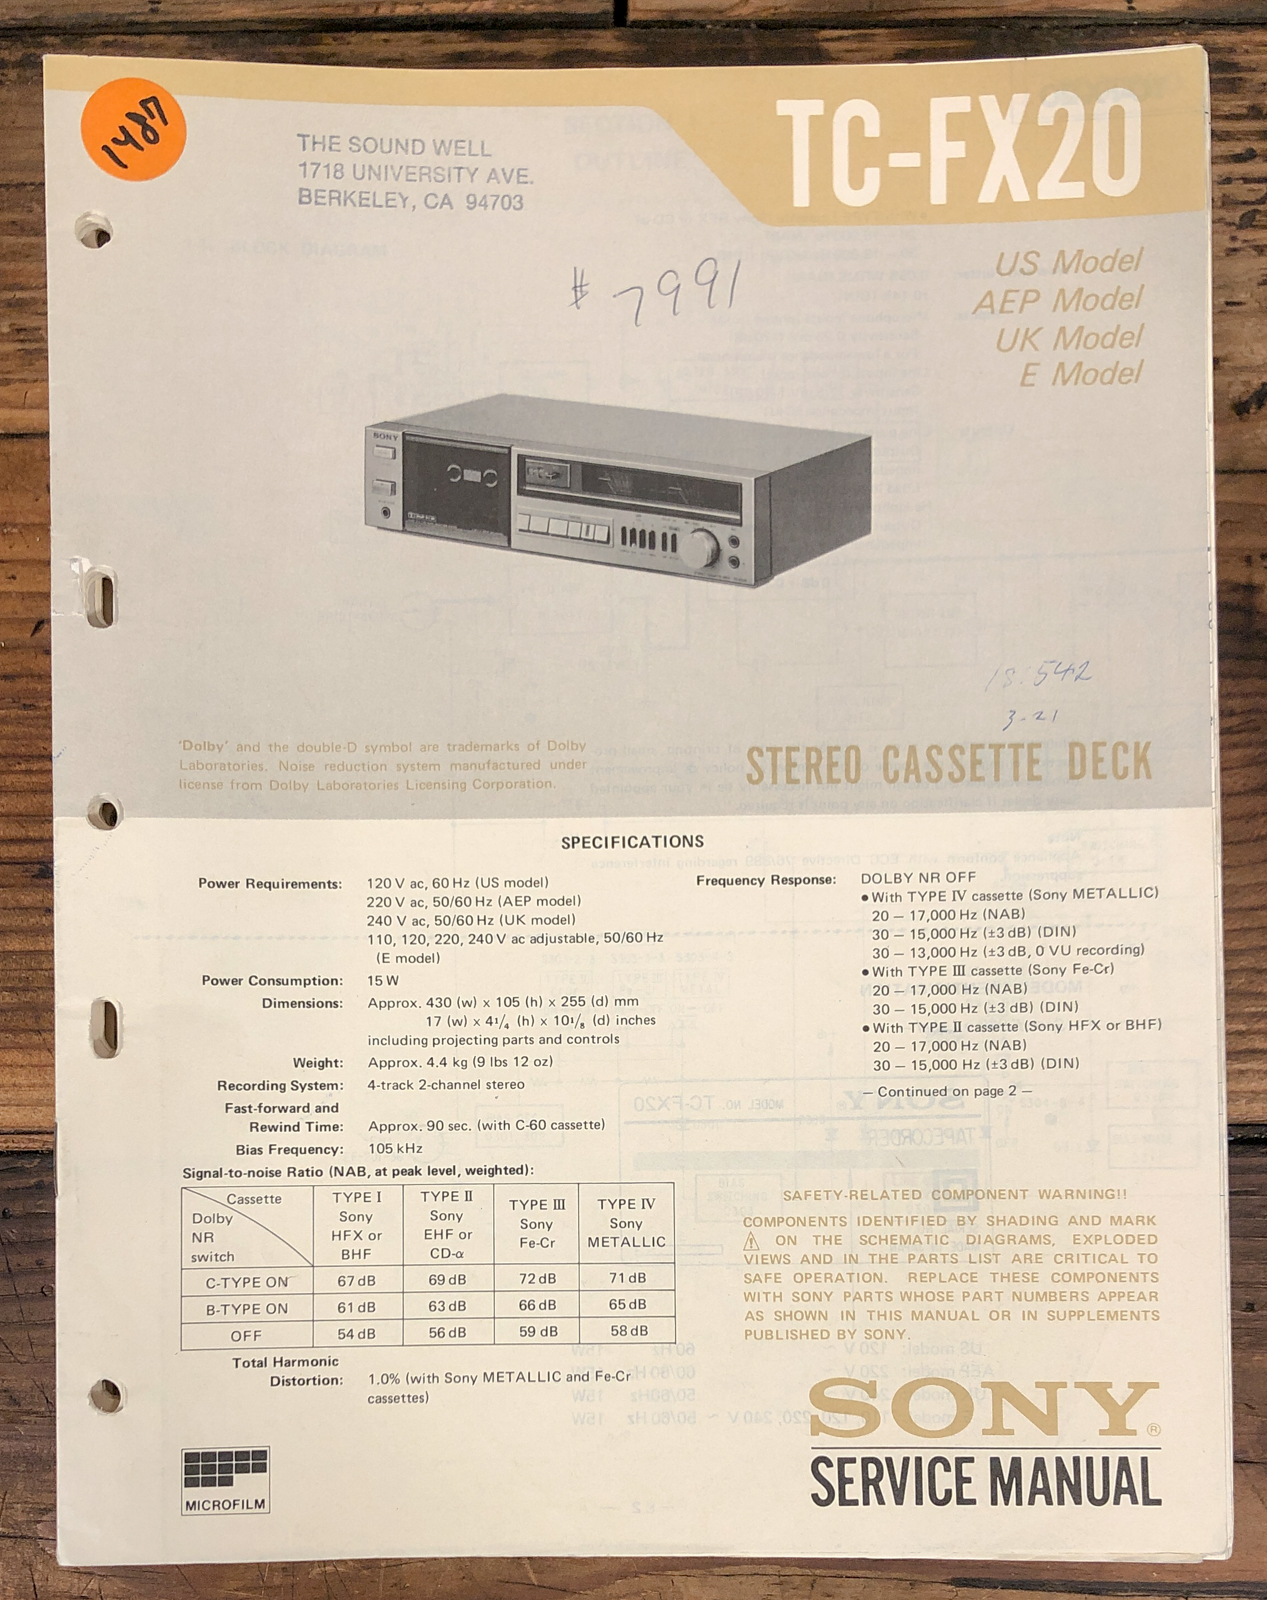 1487
THE SOUND WELL
1718 UNIVERSITY AVE.
BERKELEY, CA 94703
TC-FX20
US Model
AEP Model
UK Model
E Model
# 7991
SONY
542
3-21
'Dolby' and the double-D symbol are trademarks of Dolby
Laboratories. Noise reduction system manufactured under
license from Dolby Laboratories Licensing Corporation.
STEREO CASSETTE DECK
SPECIFICATIONS
Power Requirements: 120 V ac, 60 Hz (US model)
220 V ac, 50/60 Hz (AEP model)
240 V ac, 50/60 Hz (UK model)
110, 120, 220, 240 V ac adjustable, 50/60 Hz
(E model)
Power Consumption: 15 W
Dimensions: Approx. 430 (w) x 105 (h) x 255 (d) mm
17 (w) x 4 1/4 (h) x 10 1/8 (d) inches
including projecting parts and controls
Weight: Approx. 4.4 kg (9 lbs 12 oz)
Recording System: 4-track 2-channel stereo
Fast-forward and
Rewind Time: Approx. 90 sec. (with C-60 cassette)
Bias Frequency: 105 kHz
Signal-to-noise Ratio (NAB, at peak level, weighted):
Cassette
Dolby
NR
switch
TYPE I
Sony
HFX or
BHF
TYPE II
Sony
EHF or
CD-α
TYPE III
Sony
Fe-Cr
TYPE IV
Sony
METALLIC
C-TYPE ON 67 dB 69 dB 72 dB 71 dB
B-TYPE ON 61 dB 63 dB 66 dB 65 dB
OFF 54 dB 56 dB 59 dB 58 dB
Total Harmonic
Distortion: 1.0% (with Sony METALLIC and Fe-Cr
cassettes)
Frequency Response: DOLBY NR OFF
● With TYPE IV cassette (Sony METALLIC)
20 – 17,000 Hz (NAB)
30 – 15,000 Hz (±3 dB) (DIN)
30 – 13,000 Hz (±3 dB, 0 VU recording)
● With TYPE III cassette (Sony Fe-Cr)
20 – 17,000 Hz (NAB)
30 – 15,000 Hz (±3 dB) (DIN)
● With TYPE II cassette (Sony HFX or BHF)
20 – 17,000 Hz (NAB)
30 – 15,000 Hz (±3 dB) (DIN)
– Continued on page 2 –
SAFETY-RELATED COMPONENT WARNING!!
COMPONENTS IDENTIFIED BY SHADING AND MARK
⚠ ON THE SCHEMATIC DIAGRAMS, EXPLODED
VIEWS AND IN THE PARTS LIST ARE CRITICAL TO
SAFE OPERATION. REPLACE THESE COMPONENTS
WITH SONY PARTS WHOSE PART NUMBERS APPEAR
AS SHOWN IN THIS MANUAL OR IN SUPPLEMENTS
PUBLISHED BY SONY.
MICROFILM
SONY®
SERVICE MANUAL